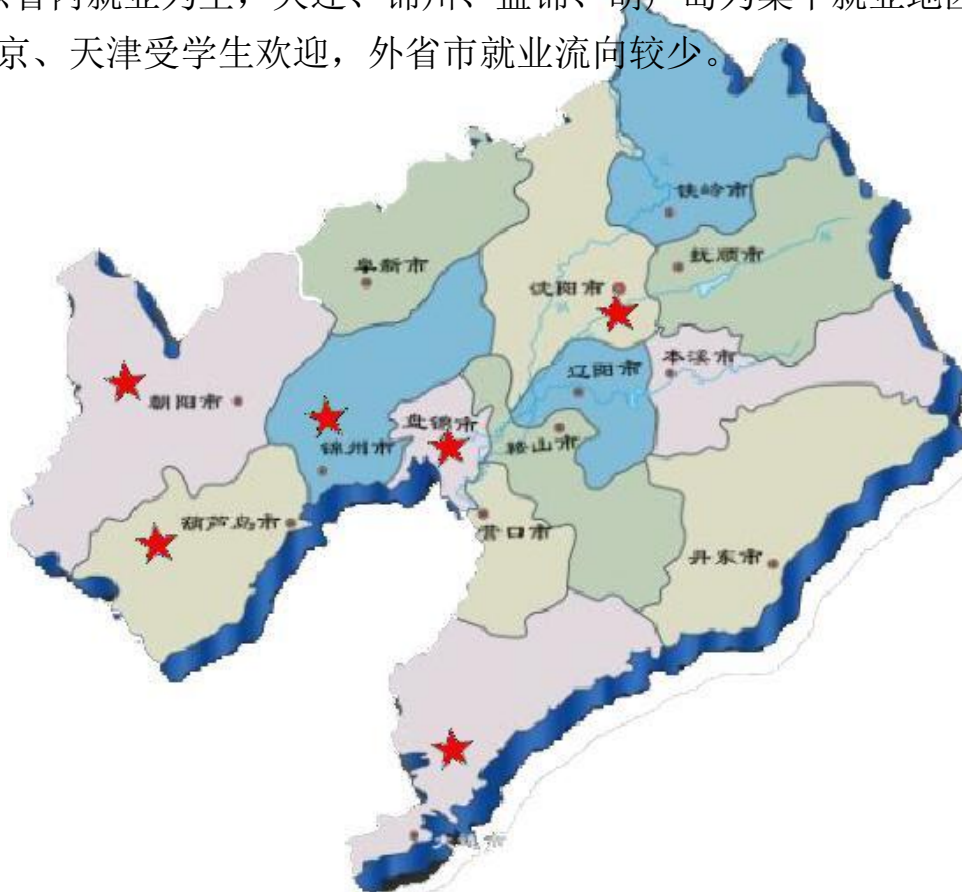 省内就业为主，大连、锦州、盘锦、葫芦岛为集中就业地区
京、天津受学生欢迎，外省市就业流向较少。
铁岭市
抚顺市
阜新市
沈阳市
本溪市
辽阳市
朝阳市
盘锦市
鞍山市
锦州市
葫芦岛市
营口市
丹东市
大连市